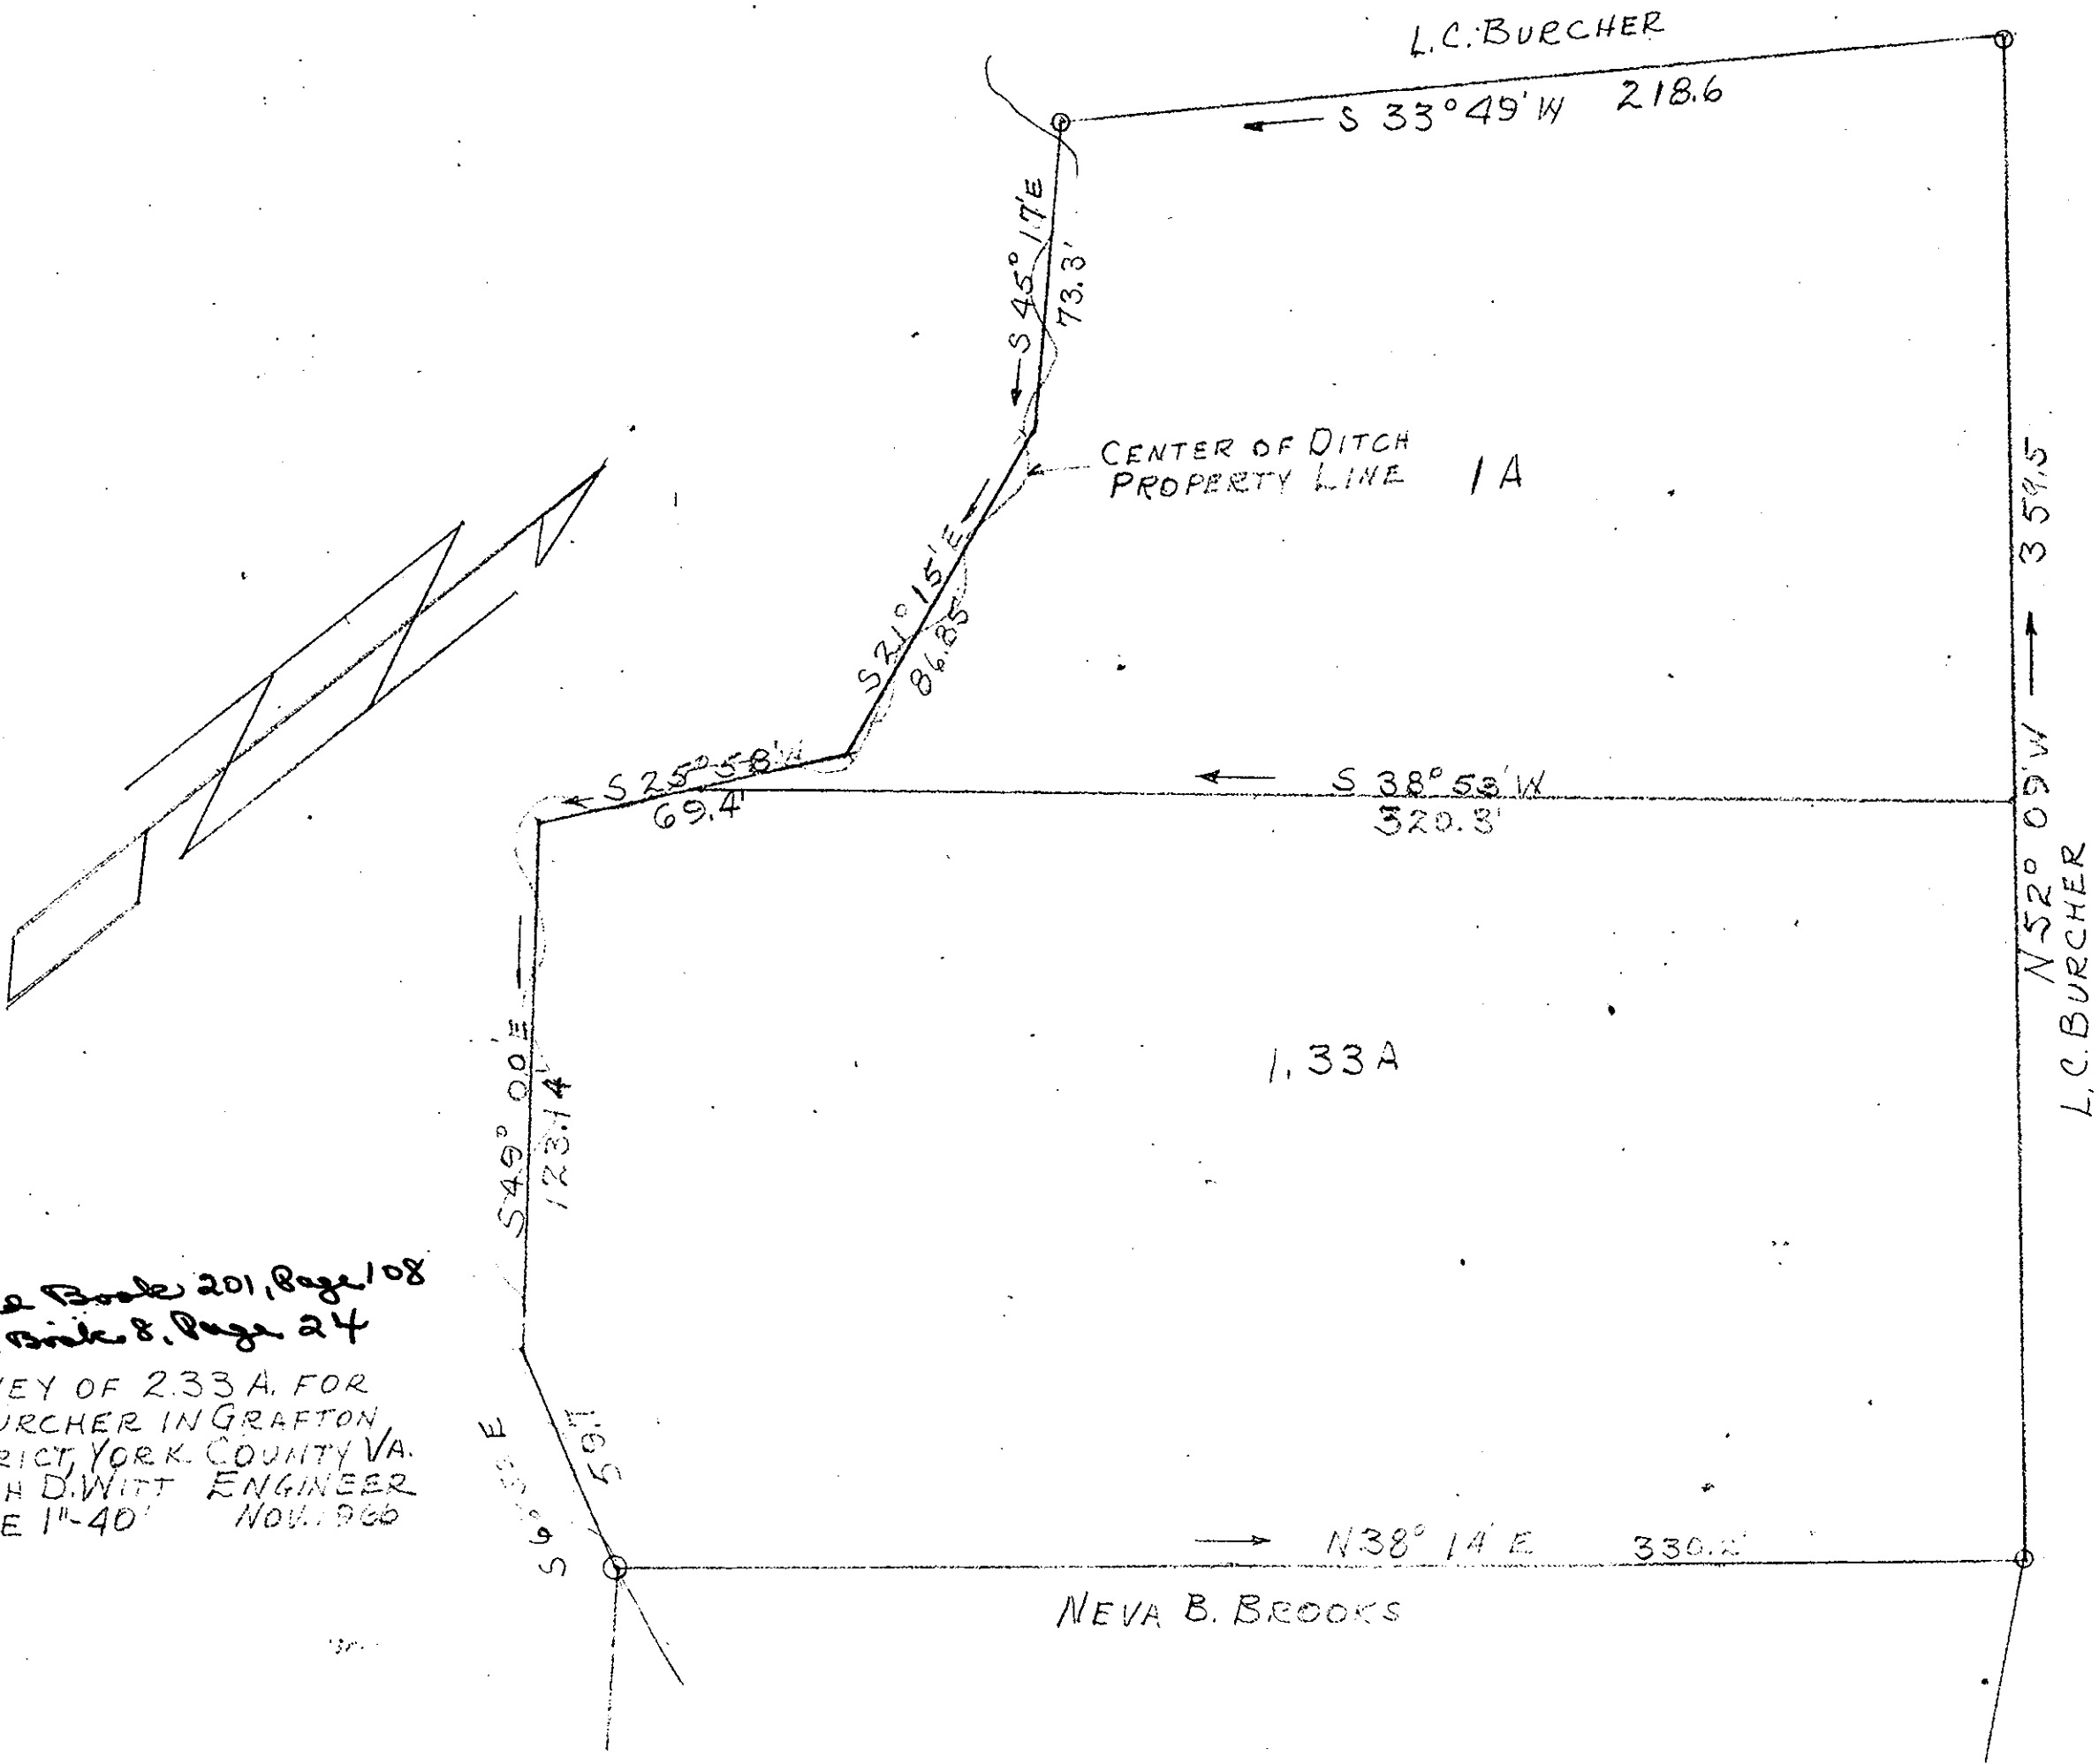 L.C. BURCHER
S 33° 49' W 218.6
S 45° 17' E
73.3'
CENTER OF DITCH
PROPERTY LINE
1 A
S 21° 15' E
86.85
S 25° 58' W
69.4'
S 38° 53' W
320.3'
N 52° 09' W 359.5
L.C. BURCHER
S 49° 00' E
123.14
1.33 A
Book 201, Page 108
Book 8, Page 24
VEY OF 2.33 A. FOR
URCHER IN GRAFTON
RICT, YORK COUNTY VA.
H D. WITT ENGINEER
E 1"-40' NOV. 1966
E
59.7
N 38° 14' E 330.2'
NEVA B. BROOKS